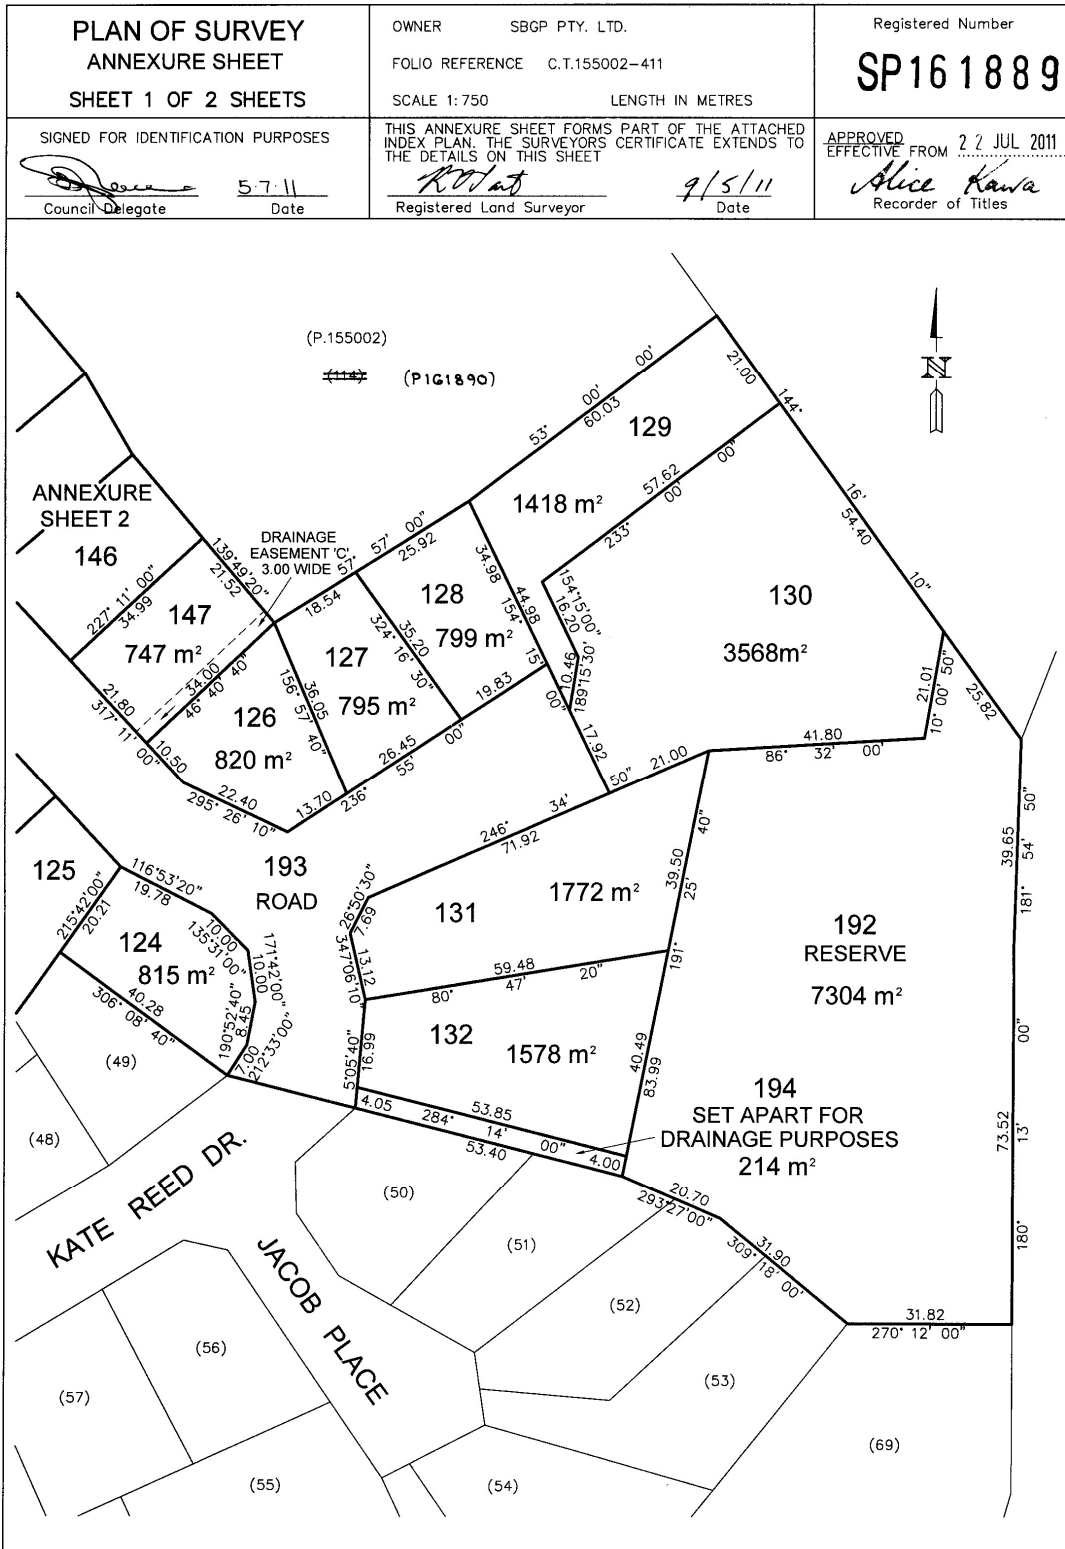 PLAN OF SURVEY
ANNEXURE SHEET
SHEET 1 OF 2 SHEETS
OWNER SBGP PTY. LTD.
FOLIO REFERENCE C.T.155002-411
SCALE 1:750 LENGTH IN METRES
Registered Number
SP161889
SIGNED FOR IDENTIFICATION PURPOSES
5.7.11
Council Delegate Date
THIS ANNEXURE SHEET FORMS PART OF THE ATTACHED
INDEX PLAN. THE SURVEYORS CERTIFICATE EXTENDS TO
THE DETAILS ON THIS SHEET
9/5/11
Registered Land Surveyor Date
APPROVED
EFFECTIVE FROM 22 JUL 2011
Alice Kawa
Recorder of Titles
(P.155002)
(114) (P161890)
N
53° 00' 00'
60.03
21.00
144° 16' 10"
54.40
129
1418 m²
57.62
233° 00' 00"
ANNEXURE
SHEET 2
146
DRAINAGE
EASEMENT 'C'
3.00 WIDE
139°49'20"
21.52
57° 57' 00"
25.92
18.54
227° 11' 00"
34.99
147
747 m²
34.00
46° 40' 40"
21.80
317° 11' 00"
10.50
128
799 m²
34.98
44.98
154° 15' 00"
154°15'00"
16.20
10.46
189°15'30"
17.92
130
3568m²
127
795 m²
324° 16' 30"
35.20
36.05
156° 57' 40"
126
820 m²
19.83
26.45
236° 55' 00"
13.70
22.40
295° 26' 10"
21.01
10° 00' 50"
25.82
41.80
86° 32' 00'
21.00
246° 34' 50"
71.92
193
ROAD
125
116°53'20"
19.78
215°42'00"
20.21
124
815 m²
10.00
135°31'00"
171°42'00"
10.00
190°52'40"
8.45
7.00
212°33'00"
40.28
306° 08' 40"
26°50'30"
7.69
347°06'10"
13.12
131
1772 m²
39.50
191° 25' 40"
59.48
80° 47' 20"
132
1578 m²
5°05'40"
16.99
40.49
83.99
192
RESERVE
7304 m²
39.65
181° 54' 50"
73.52
180° 13' 00"
194
SET APART FOR
DRAINAGE PURPOSES
214 m²
53.85
4.05
284° 14' 00"
53.40
4.00
20.70
293°27'00"
31.90
309° 18' 00'
31.82
270° 12' 00"
(49)
(48)
KATE REED DR.
JACOB PLACE
(50)
(51)
(52)
(53)
(56)
(57)
(55)
(54)
(69)